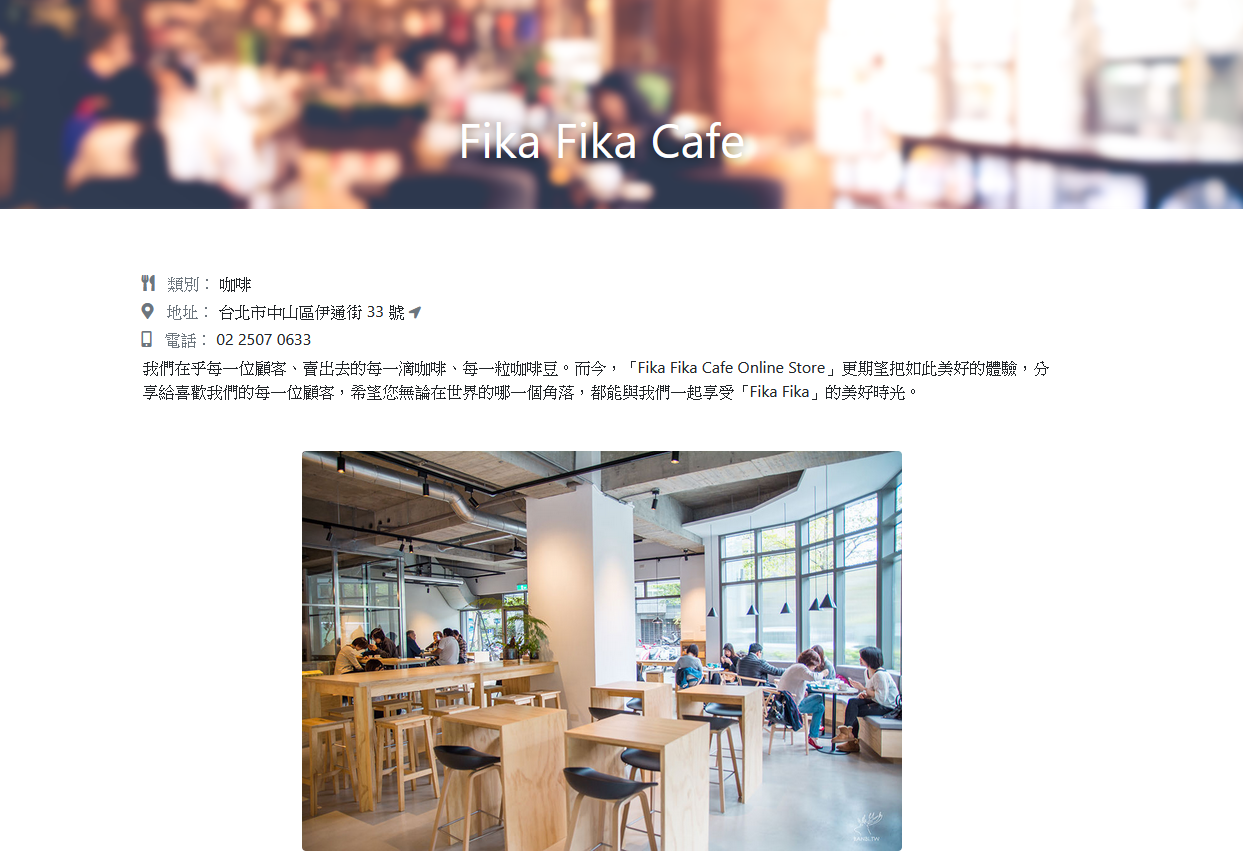 Fika Fika Cafe
類別： 咖啡
地址： 台北市中山區伊通街 33 號
電話： 02 2507 0633
我們在乎每一位顧客、賣出去的每一滴咖啡、每一粒咖啡豆。而今，「Fika Fika Cafe Online Store」更期望把如此美好的體驗，分
享給喜歡我們的每一位顧客，希望您無論在世界的哪一個角落，都能與我們一起享受「Fika Fika」的美好時光。